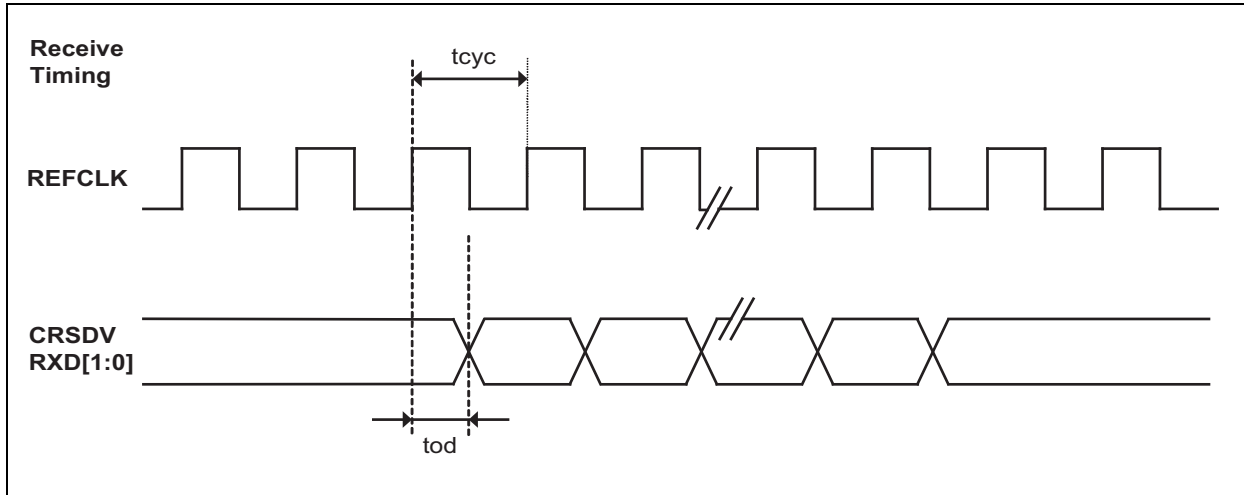 Receive
Timing
tcyc
REFCLK
CRSDV
RXD[1:0]
tod